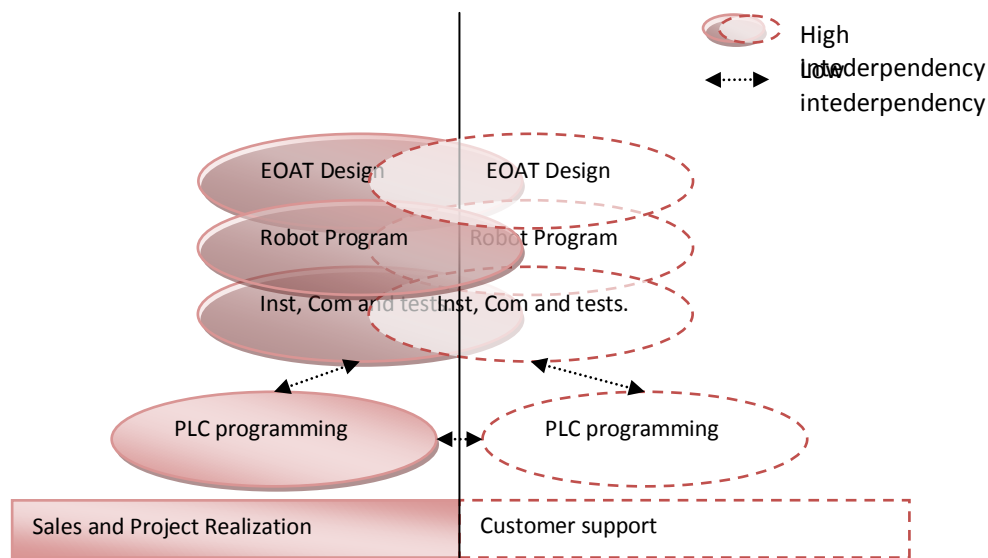 High
Intederpendency
Low
intederpendency
EOAT Design
EOAT Design
Robot Program
Robot Program
Inst, Com and tests.
Inst, Com and tests.
PLC programming
PLC programming
Sales and Project Realization
Customer support